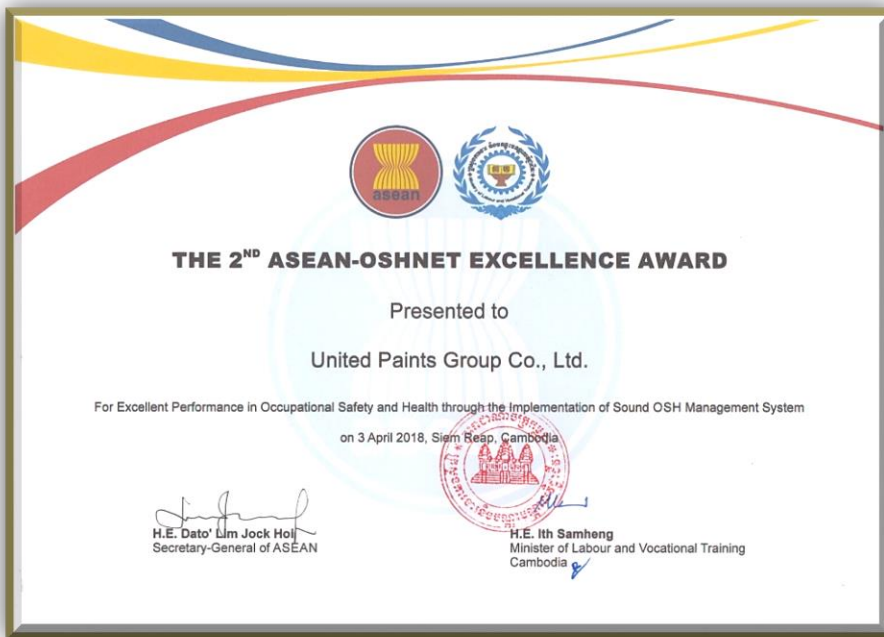 asean
THE 2ND ASEAN-OSHNET EXCELLENCE AWARD
Presented to
United Paints Group Co., Ltd.
For Excellent Performance in Occupational Safety and Health through the Implementation of Sound OSH Management System
on 3 April 2018, Siem Reap, Cambodia
H.E. Dato' Lim Jock Hoi
Secretary-General of ASEAN
H.E. Ith Samheng
Minister of Labour and Vocational Training
Cambodia